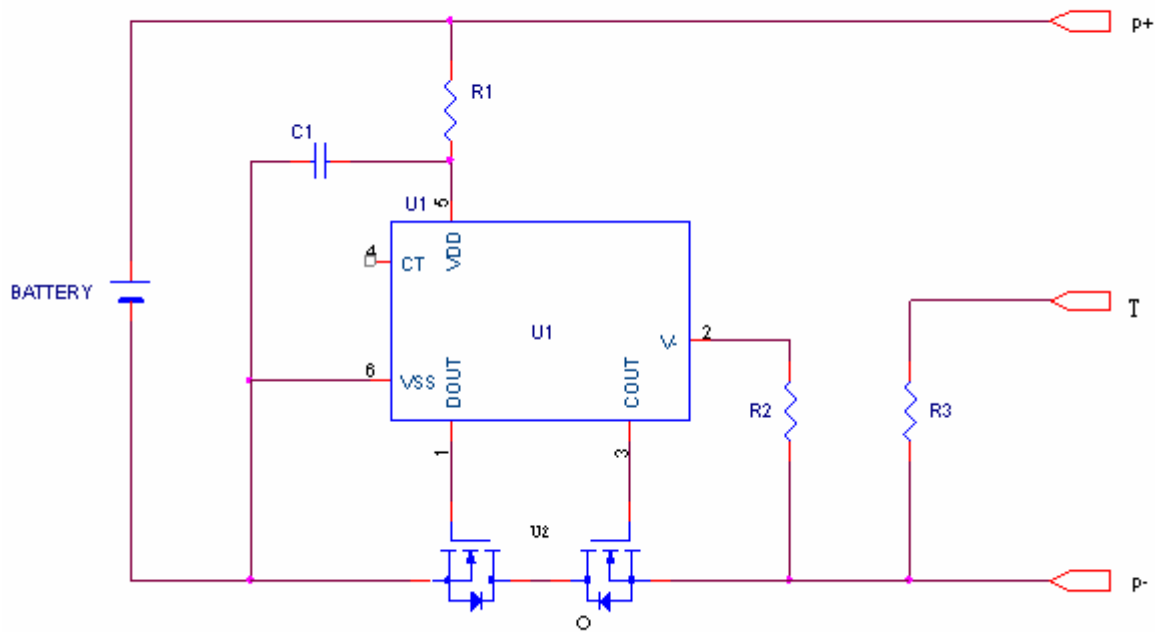 P+
R1
C1
U1
5
4
CT
VDD
BATTERY
T
U1
V-
2
6
VSS
DOUT
COUT
R2
R3
1
3
U2
P-